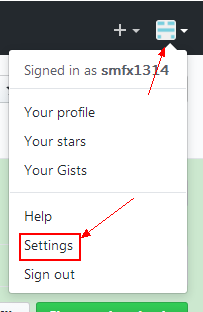 Signed in as smfx1314
Your profile
Your stars
Your Gists
Help
Settings
Sign out